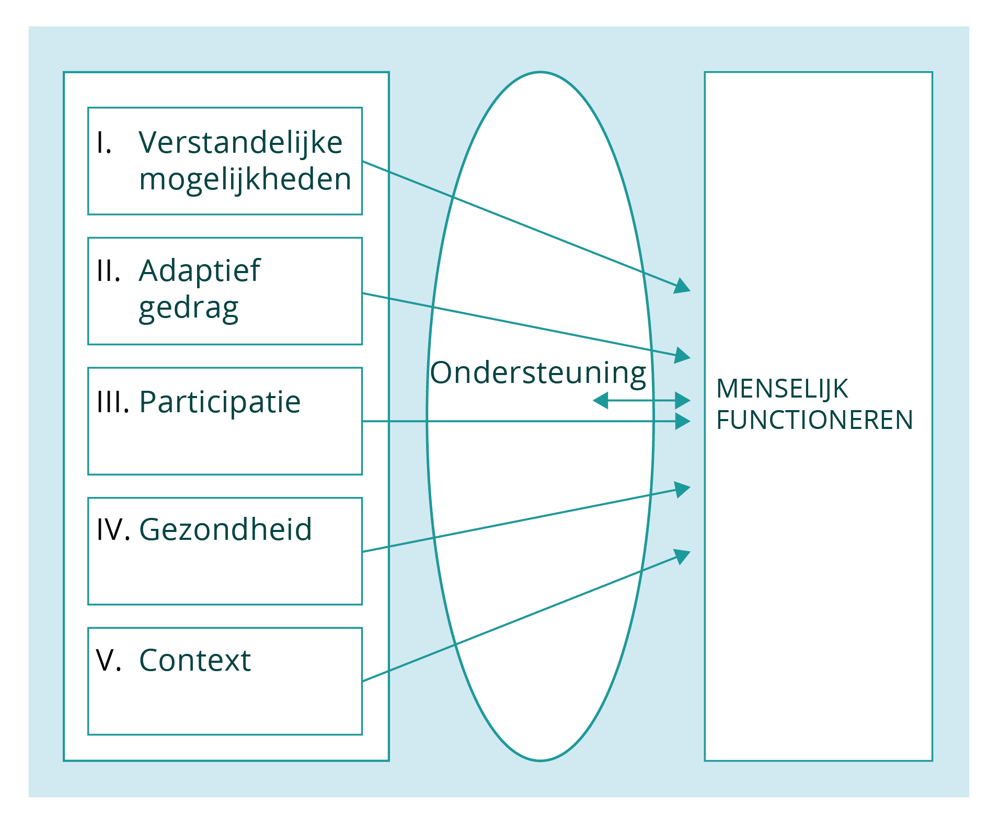 I. Verstandelijke
mogelijkheden
II. Adaptief
gedrag
III. Participatie
IV. Gezondheid
V. Context
Ondersteuning
MENSELIJK
FUNCTIONEREN